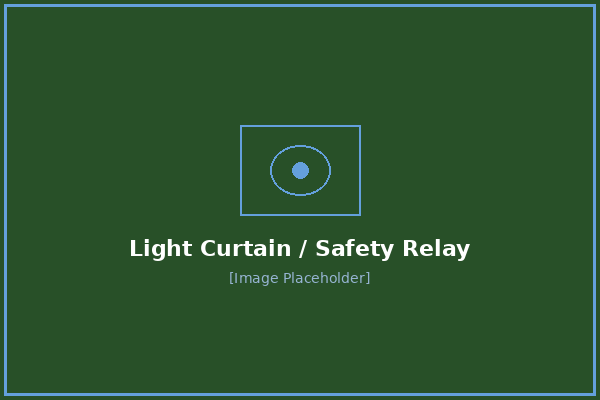 Light Curtain / Safety Relay
[Image Placeholder]